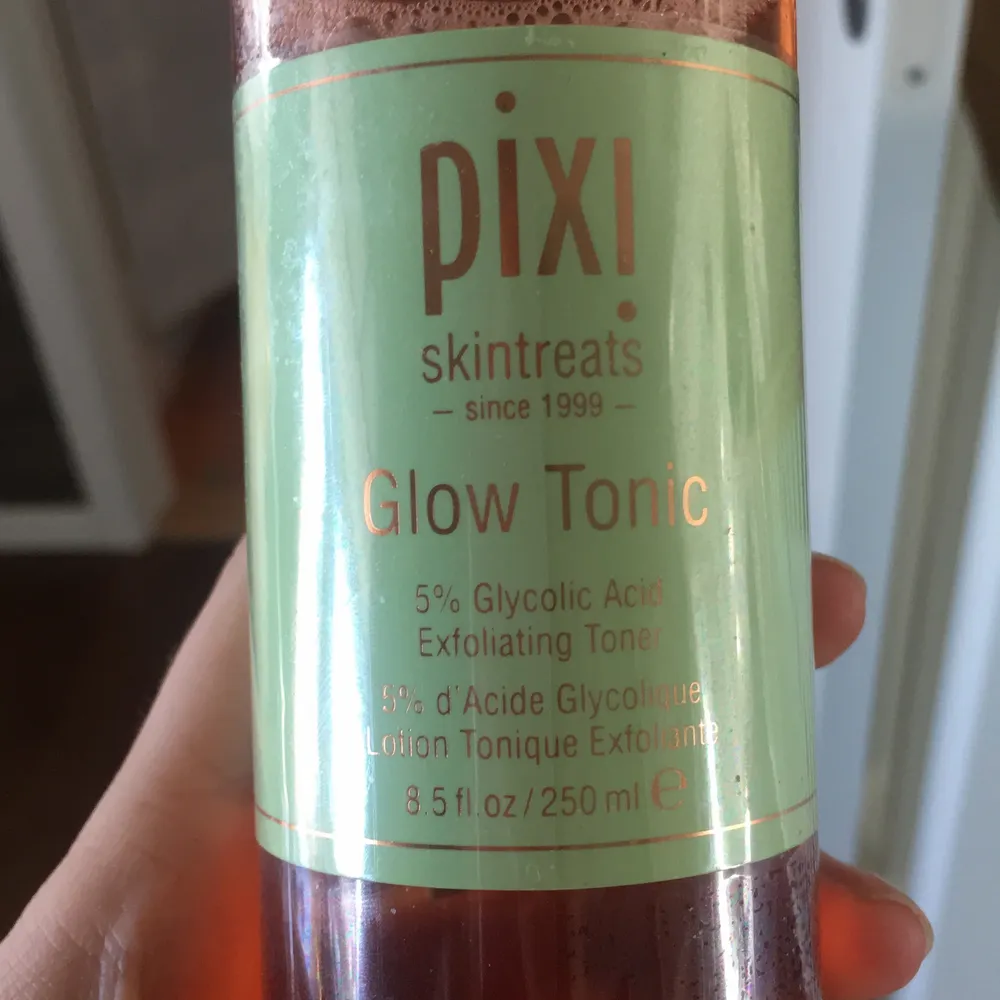 pixi
skintreats
– since 1999 –
Glow Tonic
5% Glycolic Acid
Exfoliating Toner
5% d'Acide Glycolique
Lotion Tonique Exfoliante
8.5 fl.oz / 250 ml ℮